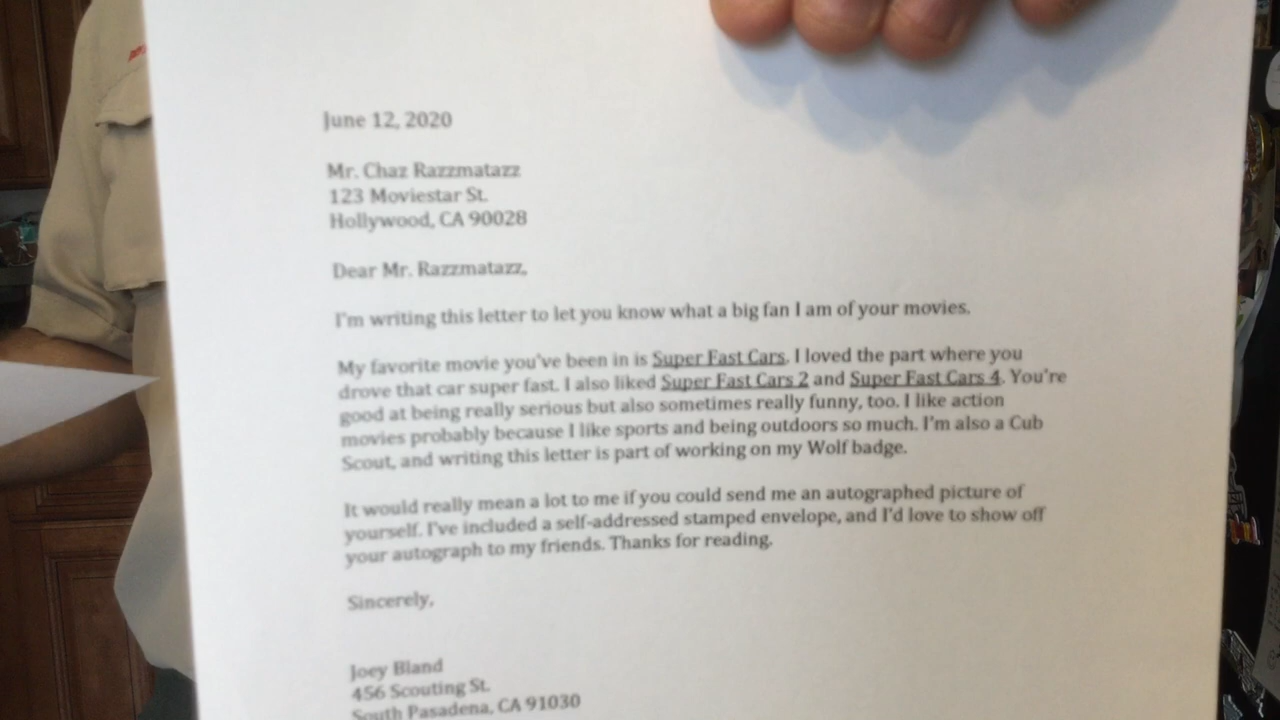 June 12, 2020
Mr. Chaz Razzmatazz
123 Moviestar St.
Hollywood, CA 90028
Dear Mr. Razzmatazz,
I'm writing this letter to let you know what a big fan I am of your movies.
My favorite movie you've been in is Super Fast Cars. I loved the part where you
drove that car super fast. I also liked Super Fast Cars 2 and Super Fast Cars 4. You're
good at being really serious but also sometimes really funny, too. I like action
movies probably because I like sports and being outdoors so much. I'm also a Cub
Scout, and writing this letter is part of working on my Wolf badge.
It would really mean a lot to me if you could send me an autographed picture of
yourself. I've included a self-addressed stamped envelope, and I'd love to show off
your autograph to my friends. Thanks for reading.
Sincerely,
Joey Bland
456 Scouting St.
South Pasadena, CA 91030